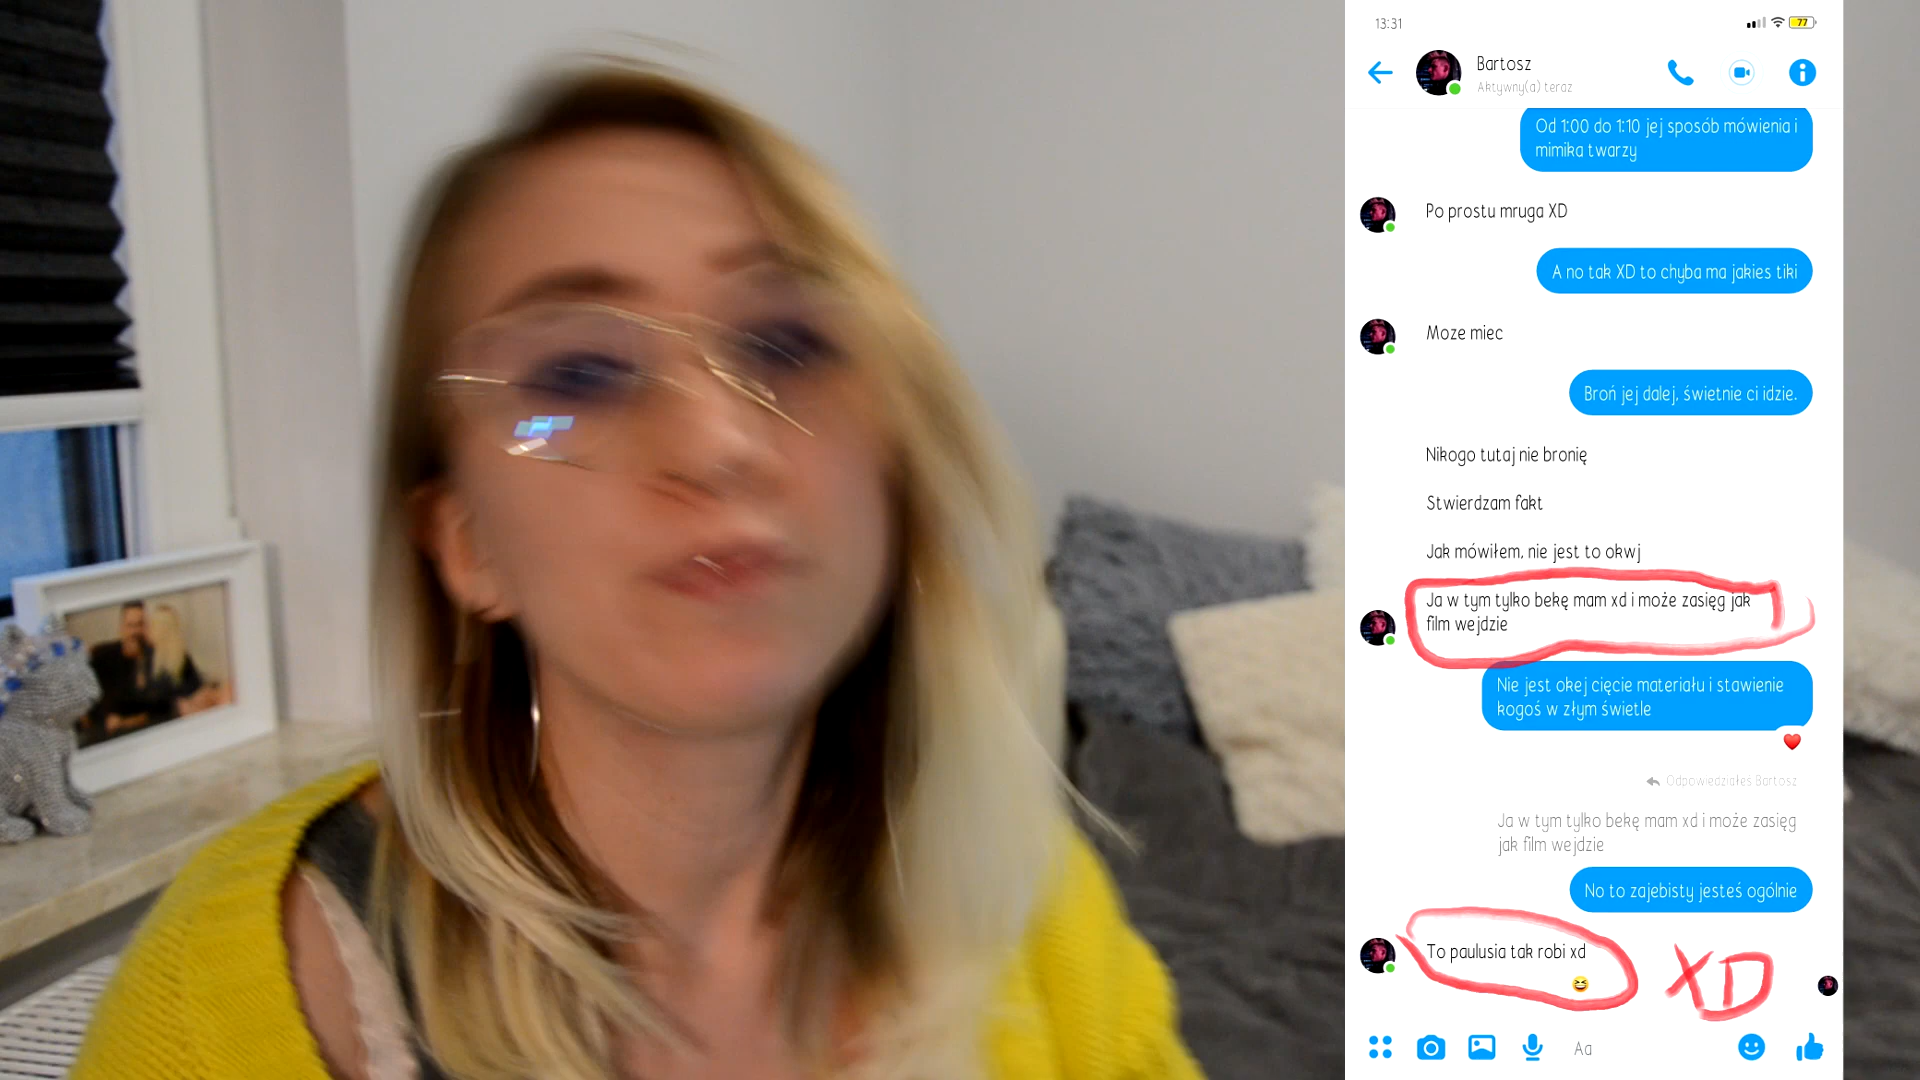 13:31
77
Bartosz
Aktywny(a) teraz
Od 1:00 do 1:10 jej sposób mówienia i
mimika twarzy
Po prostu mruga XD
A no tak XD to chyba ma jakies tiki
Moze miec
Broń jej dalej, świetnie ci idzie.
Nikogo tutaj nie bronię
Stwierdzam fakt
Jak mówiłem, nie jest to okwj
Ja w tym tylko bekę mam xd i może zasięg jak
film wejdzie
Nie jest okej cięcie materiału i stawienie
kogoś w złym świetle
Odpowiedziałeś Bartosz
Ja w tym tylko bekę mam xd i może zasięg
jak film wejdzie
No to zajebisty jesteś ogólnie
To paulusia tak robi xd
XD
Aa